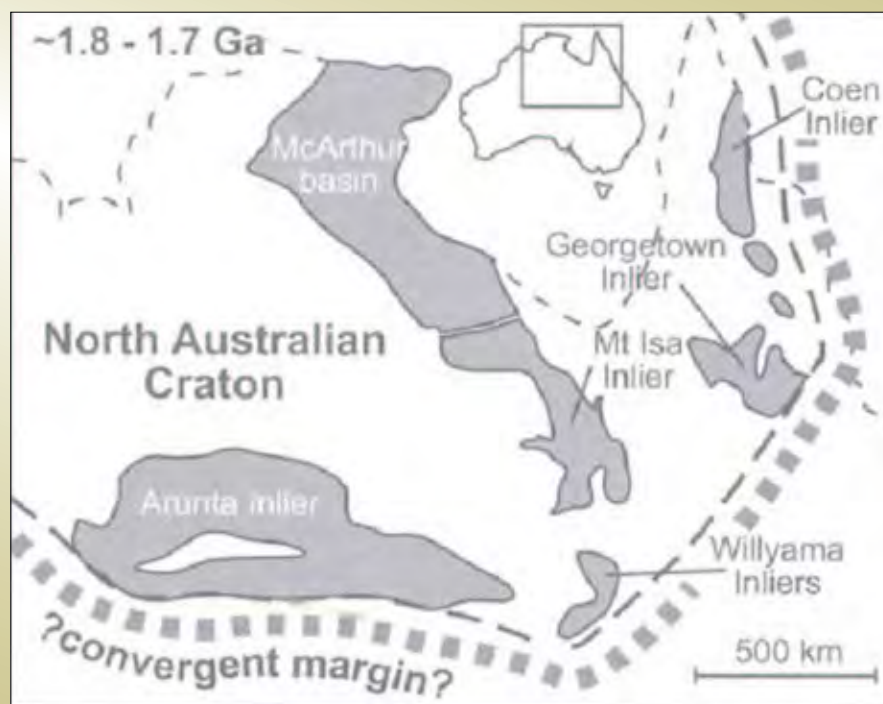 ~1.8 - 1.7 Ga
McArthur
basin
Coen
Inlier
Georgetown
Inlier
North Australian
Craton
Mt Isa
Inlier
Arunta inlier
Willyama
Inliers
?convergent margin?
500 km